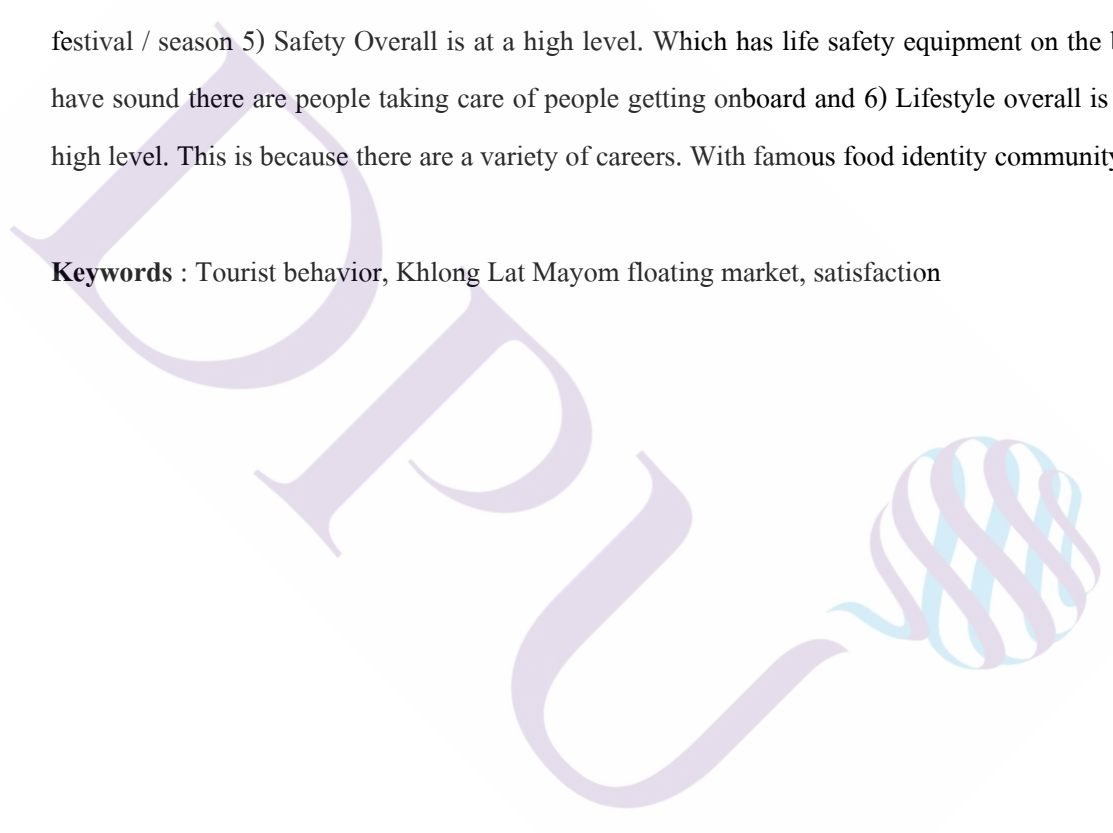 festival / season 5) Safety Overall is at a high level. Which has life safety equipment on the
have sound there are people taking care of people getting onboard and 6) Lifestyle overall is
high level. This is because there are a variety of careers. With famous food identity community
Keywords : Tourist behavior, Khlong Lat Mayom floating market, satisfaction
DPU